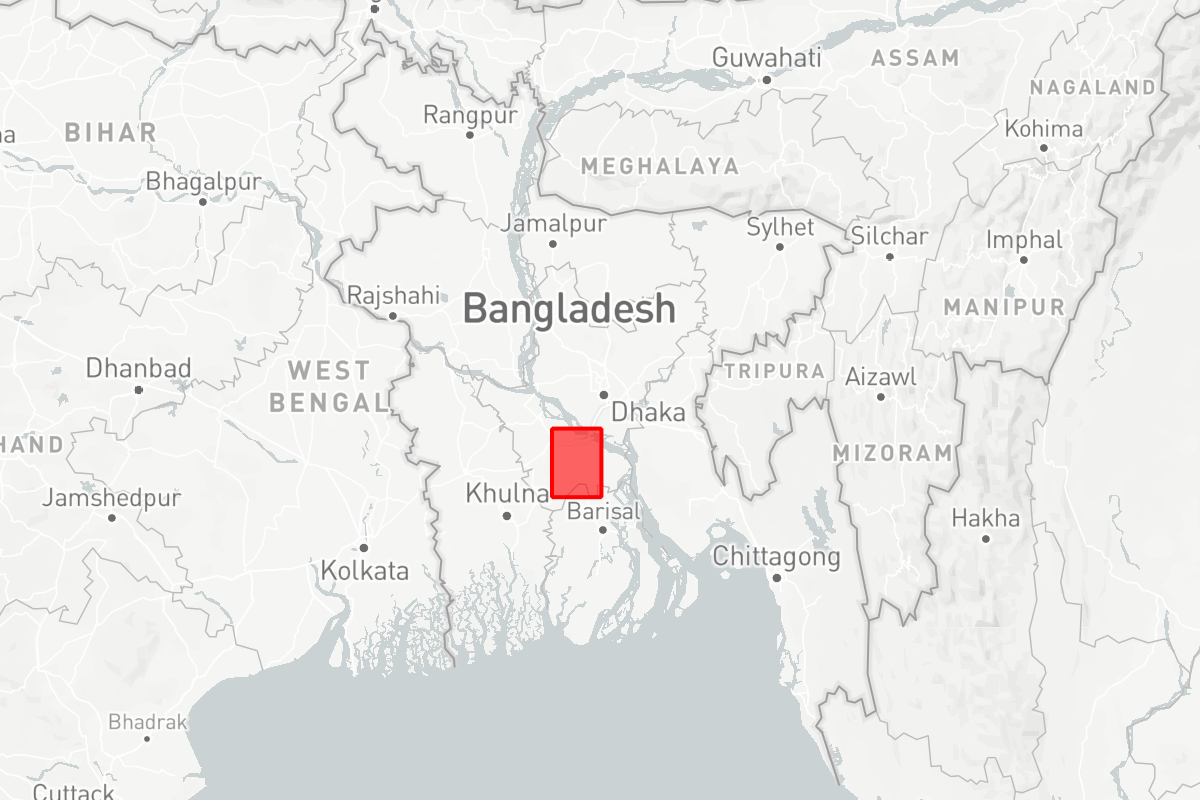 Guwahati
ASSAM
NAGALAND
Rangpur
Kohima
BIHAR
MEGHALAYA
Bhagalpur
Jamalpur
Sylhet
Silchar
Imphal
Rajshahi
Bangladesh
MANIPUR
Dhanbad
WEST
BENGAL
TRIPURA
Aizawl
Dhaka
HAND
MIZORAM
Jamshedpur
Khulna
Barisal
Hakha
Kolkata
Chittagong
Bhadrak
Cuttack